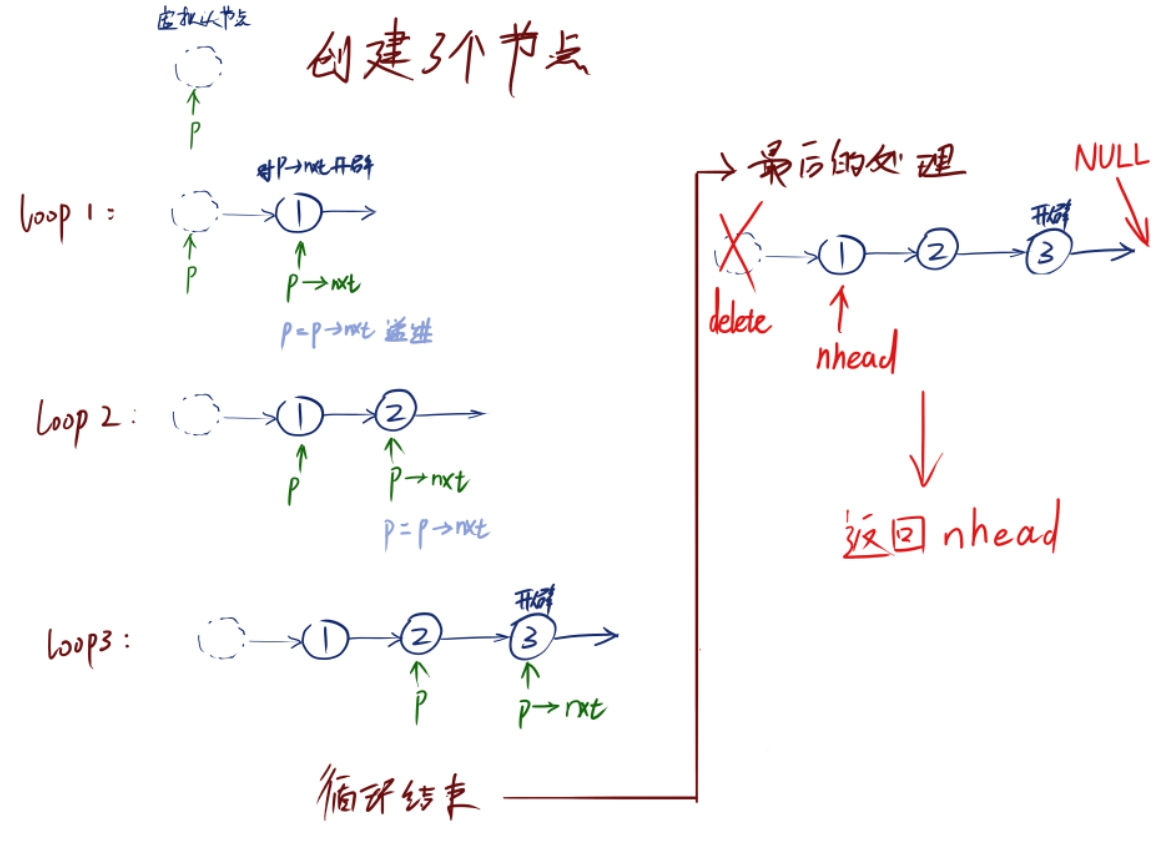 虚拟头节点
创建3个节点
P
loop 1:
对P→nxt开辟
1
P
P→nxt
p=p→nxt 递进
loop 2:
1
2
P
P→nxt
p=p→nxt
loop3:
开辟
1
2
3
P
P→nxt
循环结束
最后的处理
NULL
开辟
1
2
3
delete
nhead
返回 nhead